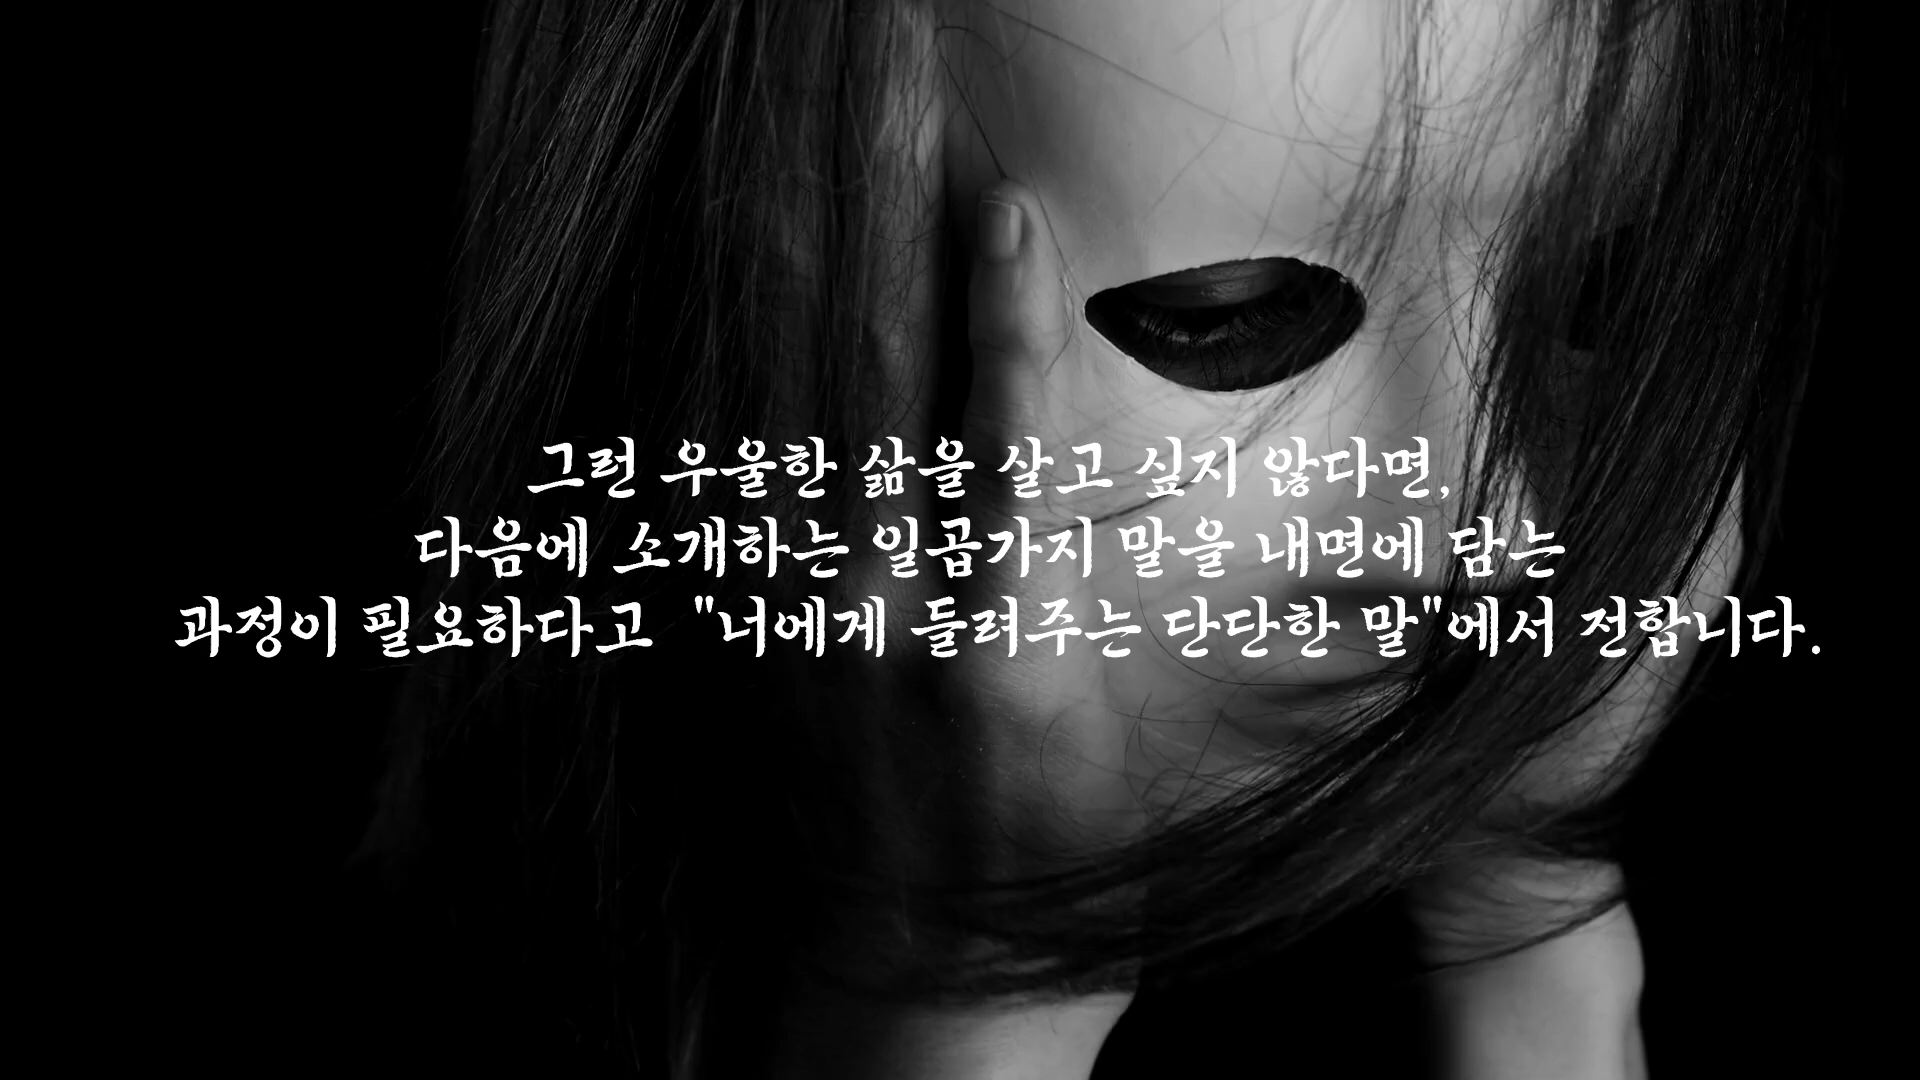 그런 우울한 삶을 살고 싶지 않다면,
다음에 소개하는 일곱가지 말을 내면에 담는
과정이 필요하다고 "너에게 들려주는 단단한 말"에서 전합니다.